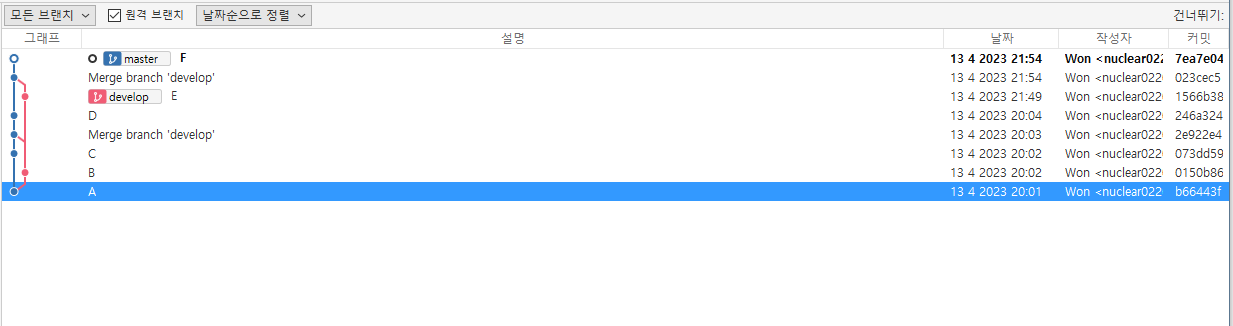 모든 브랜치 원격 브랜치 날짜순으로 정렬 건너뛰기:
그래프 설명 날짜 작성자 커밋
master F 13 4 2023 21:54 Won <nuclear022 7ea7e04
Merge branch 'develop' 13 4 2023 21:54 Won <nuclear022 023cec5
develop E 13 4 2023 21:49 Won <nuclear022 1566b38
D 13 4 2023 20:04 Won <nuclear022 246a324
Merge branch 'develop' 13 4 2023 20:03 Won <nuclear022 2e922e4
C 13 4 2023 20:02 Won <nuclear022 073dd59
B 13 4 2023 20:02 Won <nuclear022 0150b86
A 13 4 2023 20:01 Won <nuclear022 b66443f